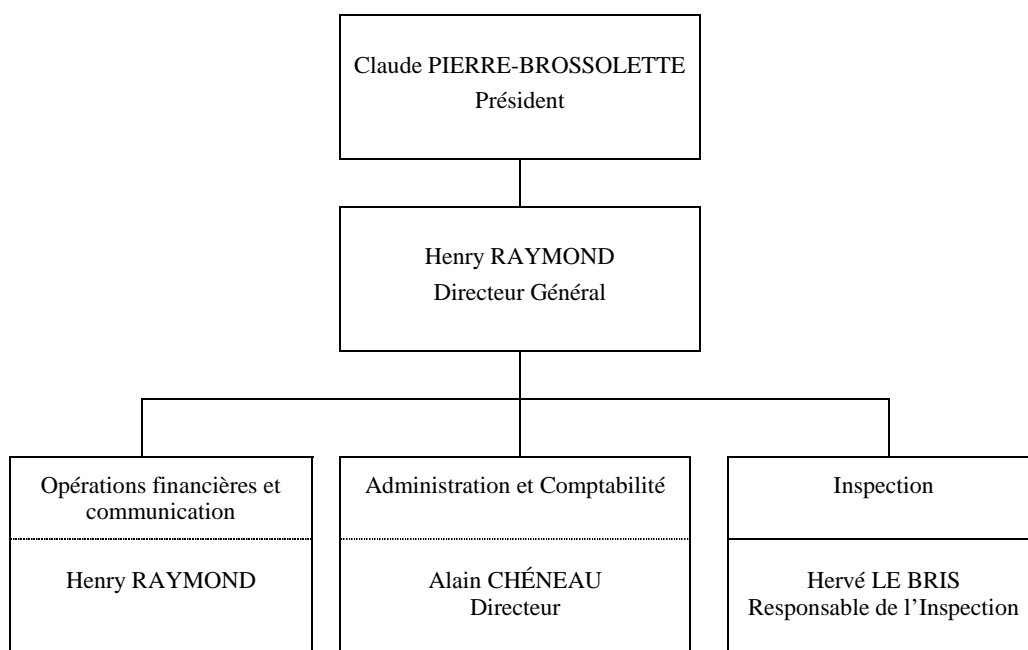 Claude PIERRE-BROSSOLETTE
Président
Henry RAYMOND
Directeur Général
Opérations financières et
communication
Henry RAYMOND
Administration et Comptabilité
Alain CHÉNEAU
Directeur
Inspection
Hervé LE BRIS
Responsable de l’Inspection